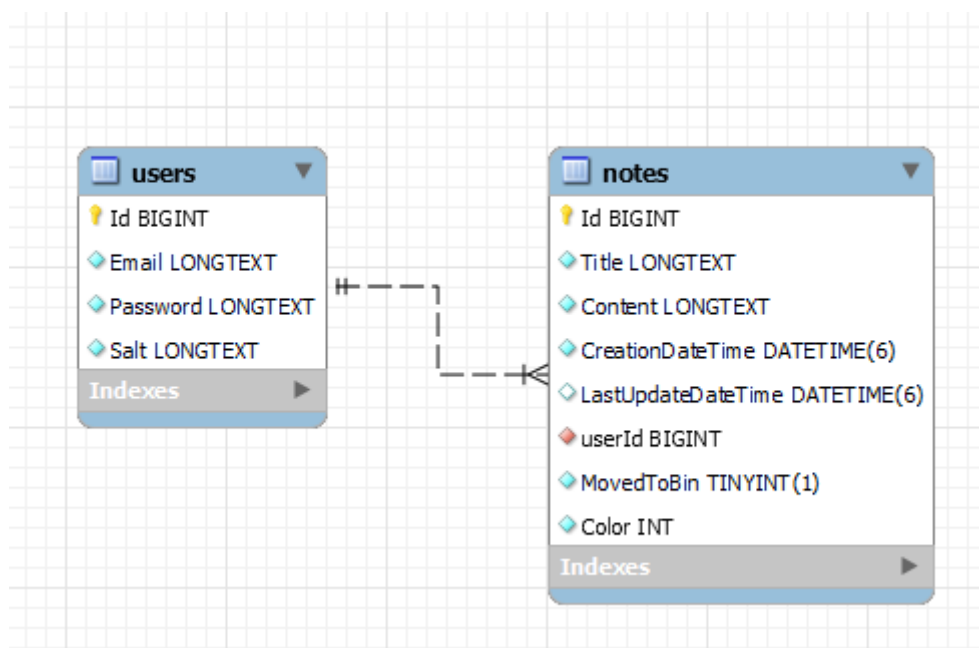 users
Id BIGINT
Email LONGTEXT
Password LONGTEXT
Salt LONGTEXT
Indexes
notes
Id BIGINT
Title LONGTEXT
Content LONGTEXT
CreationDateTime DATETIME(6)
LastUpdateDateTime DATETIME(6)
userId BIGINT
MovedToBin TINYINT(1)
Color INT
Indexes